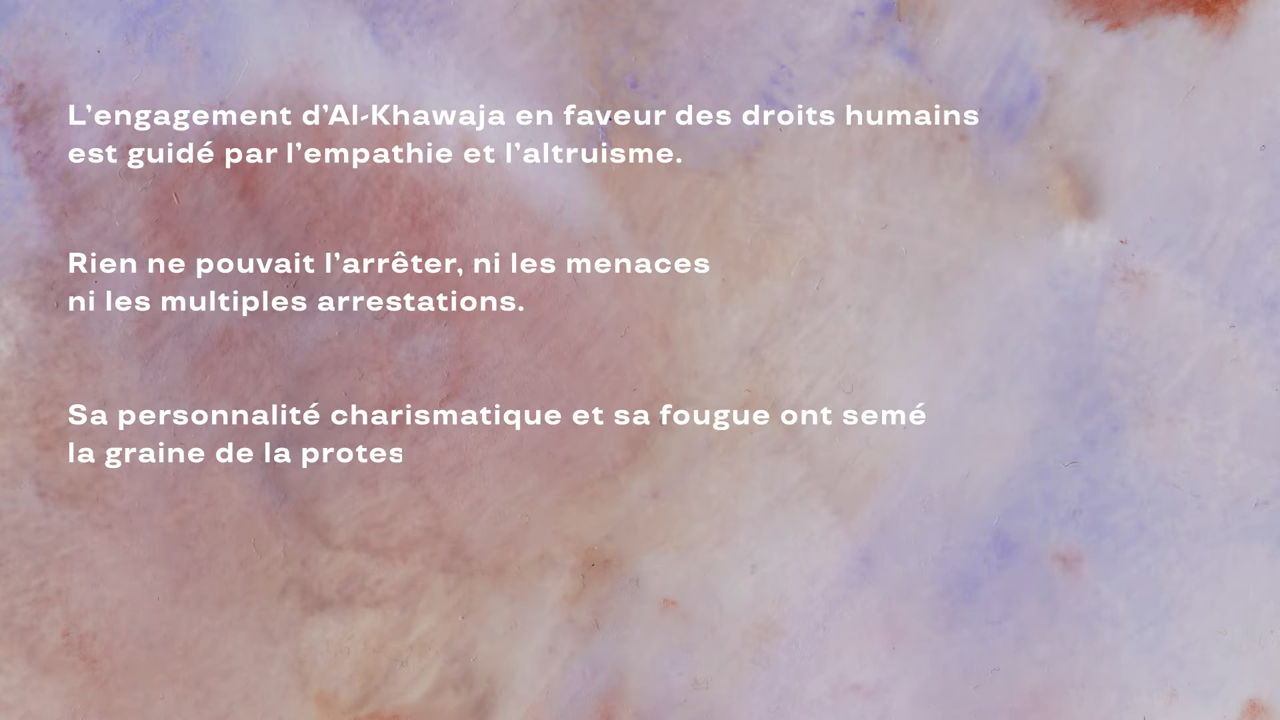 L’engagement d’Al-Khawaja en faveur des droits humains
est guidé par l’empathie et l’altruisme.
Rien ne pouvait l’arrêter, ni les menaces
ni les multiples arrestations.
Sa personnalité charismatique et sa fougue ont semé
la graine de la protes